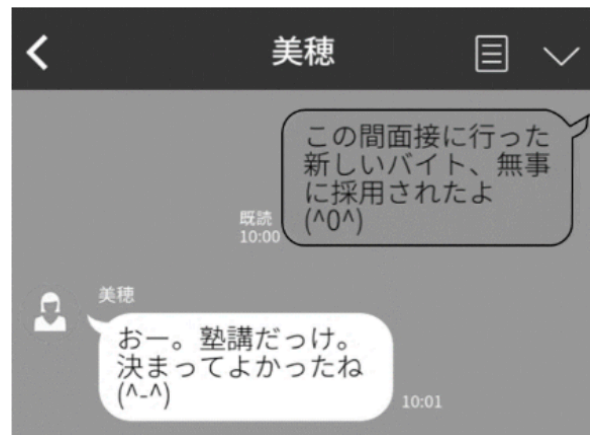 美穂
この間面接に行った
新しいバイト、無事
に採用されたよ
(^0^)
既読
10:00
美穂
おー。塾講だっけ。
決まってよかったね
(^-^)
10:01